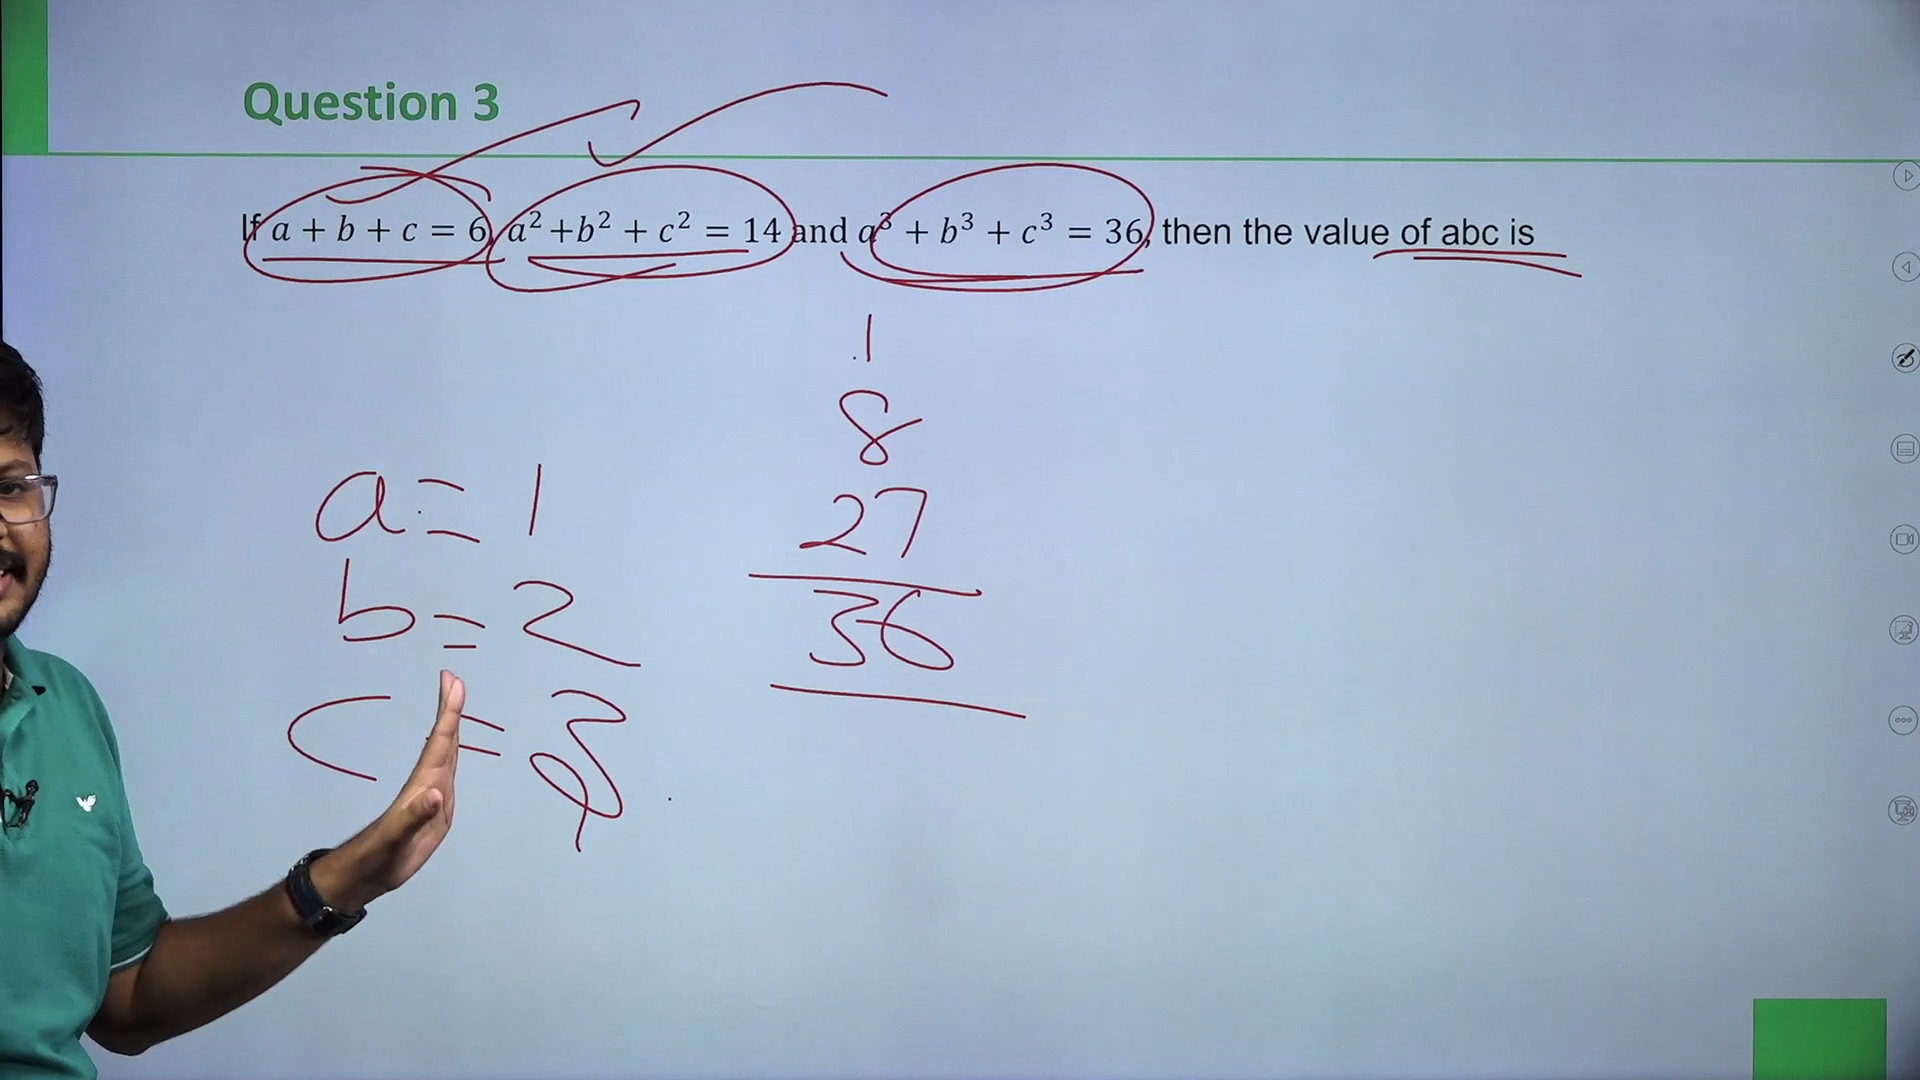 Question 3
If a + b + c = 6, a² +b² + c² = 14 and a³ + b³ + c³ = 36, then the value of abc is
1
8
27
36
a = 1
b = 2
c = 3